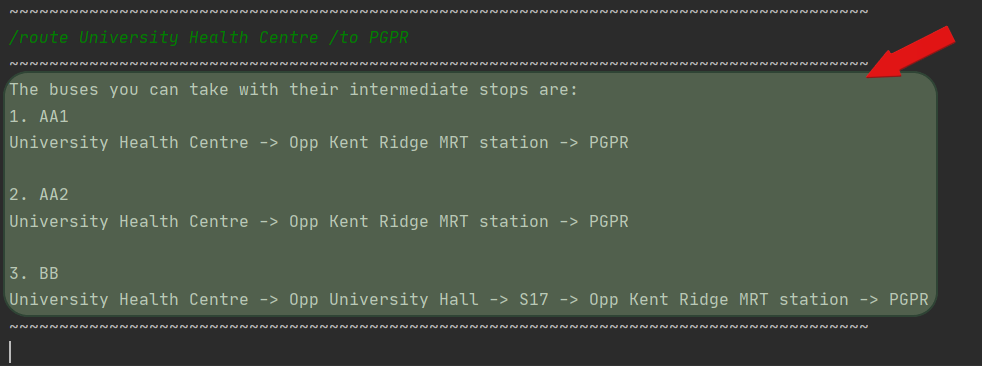 ~~~~~~~~~~~~~~~~~~~~~~~~~~~~~~~~~~~~~~~~~~~~~~~~~~~~~~~~~~~~~~~~~~~~~~~~~~~~~~~~~~~~~~
/route University Health Centre /to PGPR
~~~~~~~~~~~~~~~~~~~~~~~~~~~~~~~~~~~~~~~~~~~~~~~~~~~~~~~~~~~~~~~~~~~~~~~~~~~~~~~~~~~~~~
The buses you can take with their intermediate stops are:
1. AA1
University Health Centre -> Opp Kent Ridge MRT station -> PGPR
2. AA2
University Health Centre -> Opp Kent Ridge MRT station -> PGPR
3. BB
University Health Centre -> Opp University Hall -> S17 -> Opp Kent Ridge MRT station -> PGPR
~~~~~~~~~~~~~~~~~~~~~~~~~~~~~~~~~~~~~~~~~~~~~~~~~~~~~~~~~~~~~~~~~~~~~~~~~~~~~~~~~~~~~~